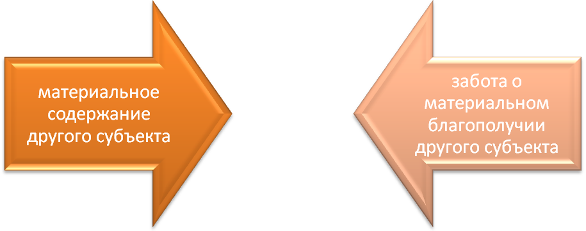 материальное
содержание
другого субъекта
забота о
материальном
благополучии
другого субъекта